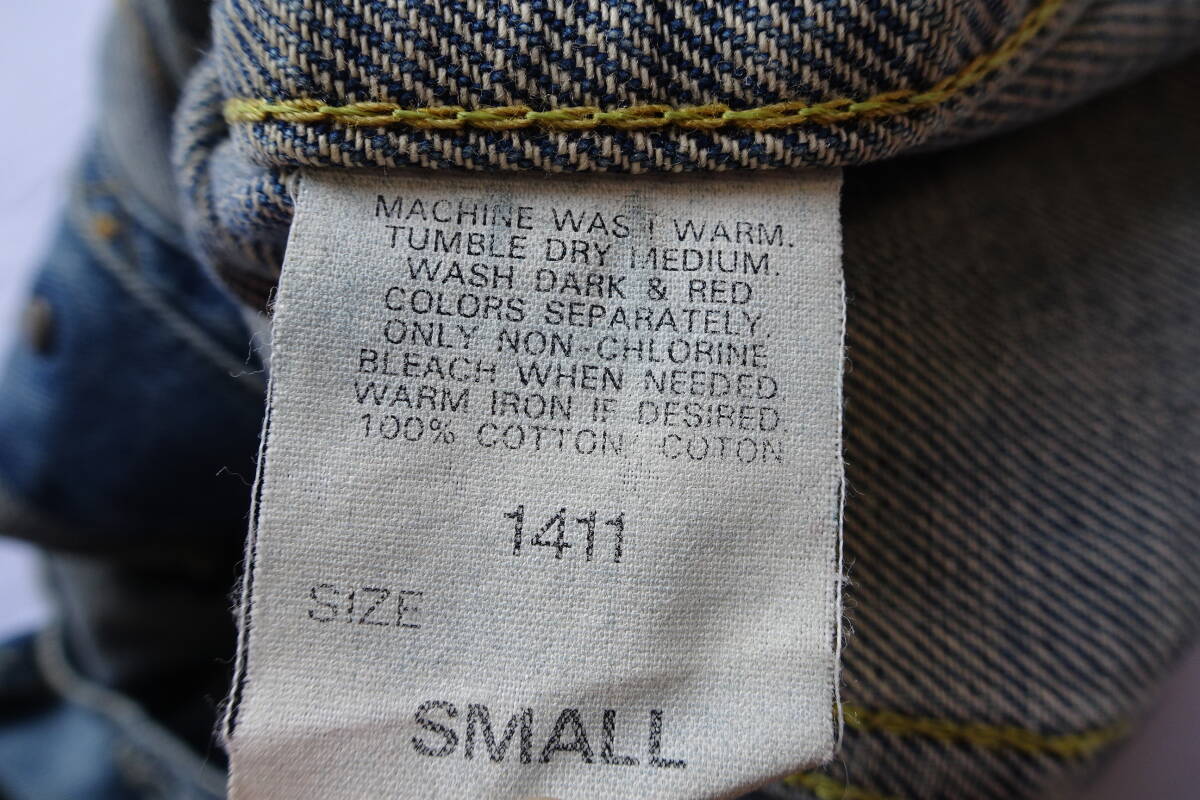 MACHINE WASH WARM.
TUMBLE DRY MEDIUM.
WASH DARK & RED
COLORS SEPARATELY.
ONLY NON-CHLORINE
BLEACH WHEN NEEDED
WARM IRON IF DESIRED
100% COTTON/ COTON
1411
SIZE
SMALL